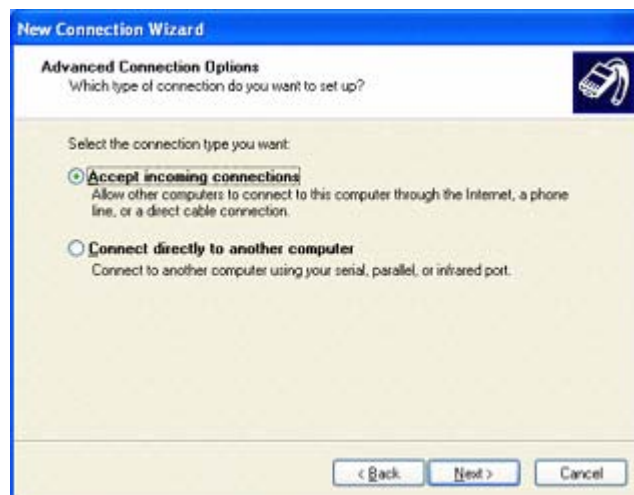 New Connection Wizard
Advanced Connection Options
Which type of connection do you want to set up?
Select the connection type you want:
Accept incoming connections
Allow other computers to connect to this computer through the Internet, a phone
line, or a direct cable connection.
Connect directly to another computer
Connect to another computer using your serial, parallel, or infrared port.
< Back Next > Cancel